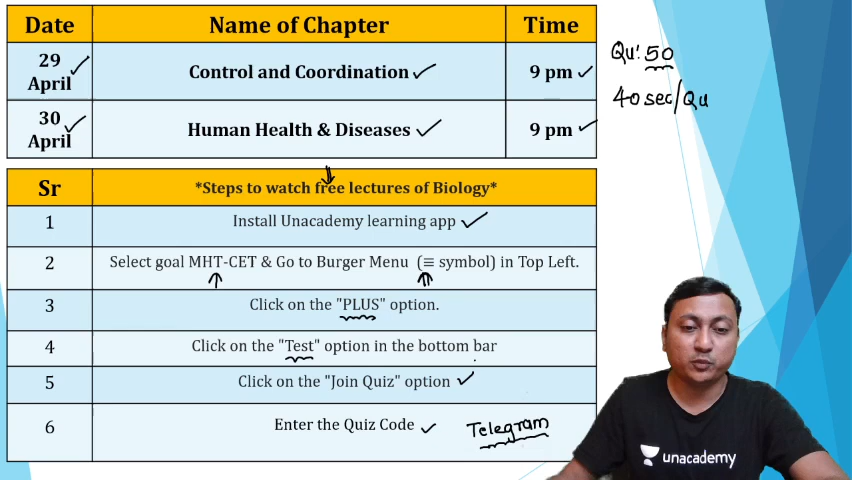 Date Name of Chapter Time
29 April Control and Coordination 9 pm
30 April Human Health & Diseases 9 pm
Qu: 50
40 sec/Qu
Sr *Steps to watch free lectures of Biology*
1 Install Unacademy learning app
2 Select goal MHT-CET & Go to Burger Menu (≡ symbol) in Top Left.
3 Click on the "PLUS" option.
4 Click on the "Test" option in the bottom bar
5 Click on the "Join Quiz" option
6 Enter the Quiz Code
Telegram
unacademy